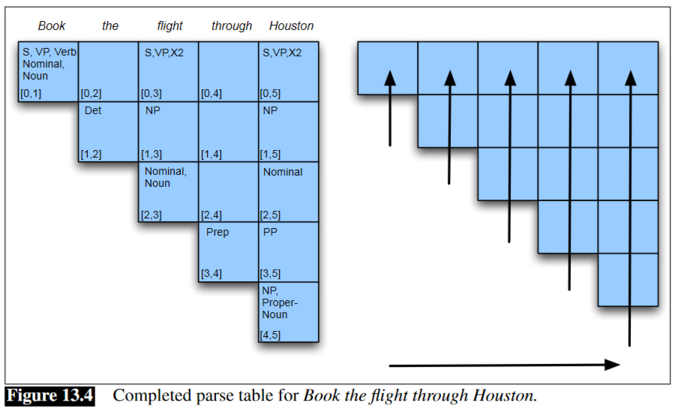 Book the flight through Houston
S, VP, Verb S,VP,X2 S,VP,X2
Nominal,
Noun
[0,1] [0,2] [0,3] [0,4] [0,5]
Det NP NP
[1,2] [1,3] [1,4] [1,5]
Nominal, Nominal
Noun
[2,3] [2,4] [2,5]
Prep PP
[3,4] [3,5]
NP,
Proper-
Noun
[4,5]
Figure 13.4 Completed parse table for Book the flight through Houston.